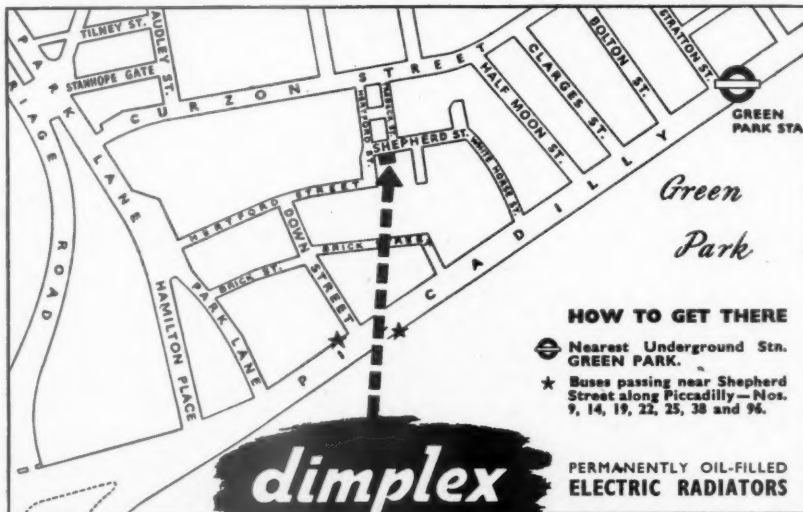 TILNEY ST.
AUDLEY ST.
STANHOPE GATE
PARK LANE
RIAGE ROAD
CURZON STREET
HERTFORD ST.
SHEPHERD ST.
WHITE HORSE ST.
HALF MOON ST.
CLARGES ST.
BOLTON ST.
STRATTON ST.
GREEN
PARK STA
HERTFORD STREET
DOWN STREET
BRICK STREET
BRICK ST.
PARK LANE
HAMILTON PLACE
PICCADILLY
Green
Park
HOW TO GET THERE
Nearest Underground Stn.
GREEN PARK.
★ Buses passing near Shepherd
Street along Piccadilly—Nos.
9, 14, 19, 22, 25, 38 and 96.
dimplex
PERMANENTLY OIL-FILLED
ELECTRIC RADIATORS